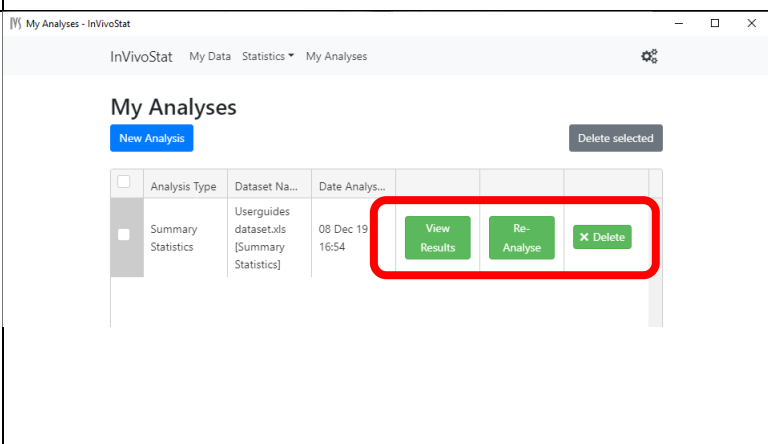 My Analyses - InVivoStat
InVivoStat My Data Statistics My Analyses
My Analyses
New Analysis Delete selected
Analysis Type Dataset Na... Date Analys...
Summary Statistics
Userguides dataset.xls [Summary Statistics]
08 Dec 19 16:54
View Results
Re-Analyse
Delete